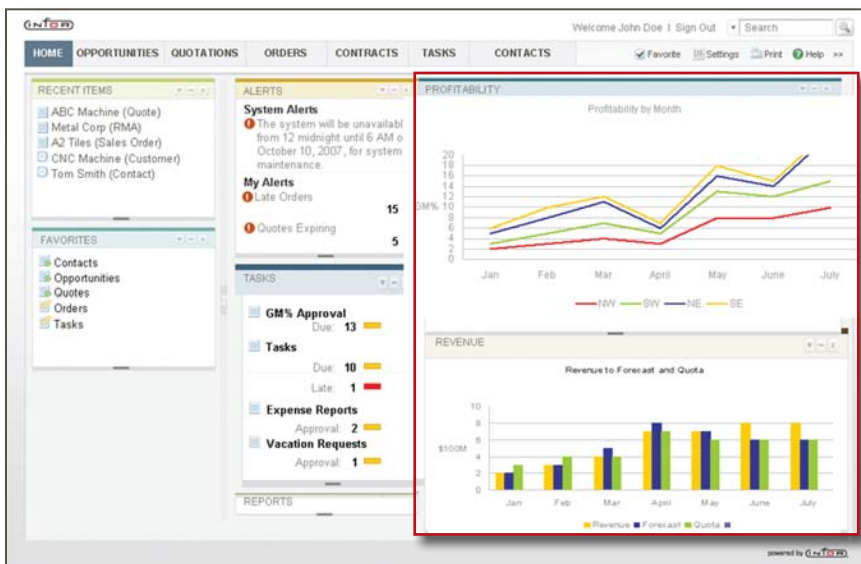 infor
Welcome John Doe | Sign Out
Search
HOME OPPORTUNITIES QUOTATIONS ORDERS CONTRACTS TASKS CONTACTS
Favorite Settings Print Help >>
RECENT ITEMS
ABC Machine (Quote)
Metal Corp (RMA)
A2 Tiles (Sales Order)
CNC Machine (Customer)
Tom Smith (Contact)
FAVORITES
Contacts
Opportunities
Quotes
Orders
Tasks
ALERTS
System Alerts
The system will be unavailabl
from 12 midnight until 6 AM o
October 10, 2007, for system
maintenance.
My Alerts
Late Orders
15
Quotes Expiring
5
TASKS
GM% Approval
Due: 13
Tasks
Due: 10
Late: 1
Expense Reports
Approval: 2
Vacation Requests
Approval: 1
REPORTS
PROFITABILITY
Profitability by Month
20
18
16
14
12
GM% 10
8
6
4
2
0
Jan Feb Mar April May June July
NW SW NE SE
REVENUE
Revenue to Forecast and Quota
10
8
6
$100M
4
2
0
Jan Feb Mar April May June July
Revenue Forecast Quota
powered by infor